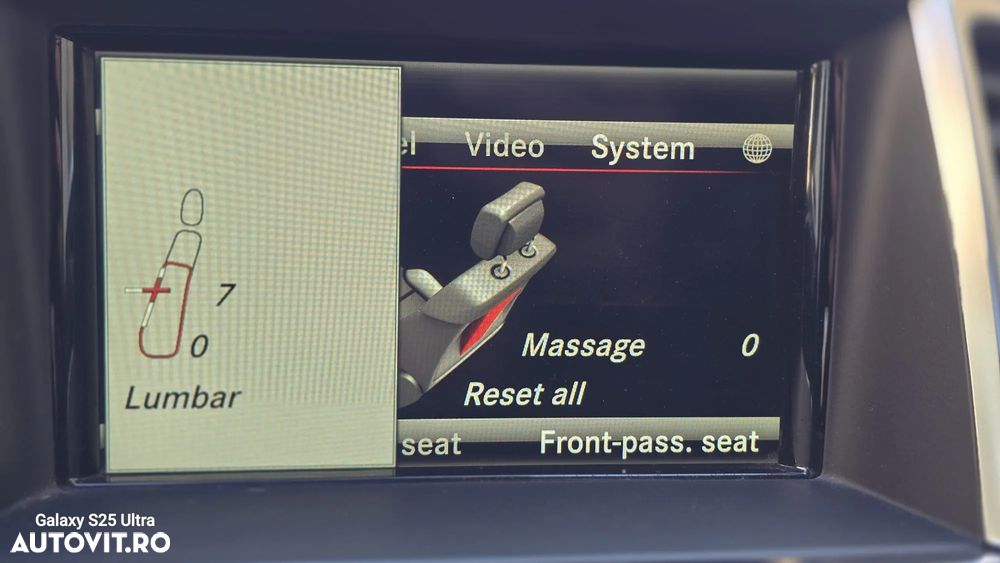 el Video System
7
0
Lumbar
Massage 0
Reset all
seat Front-pass. seat
Galaxy S25 Ultra
AUTOVIT.RO